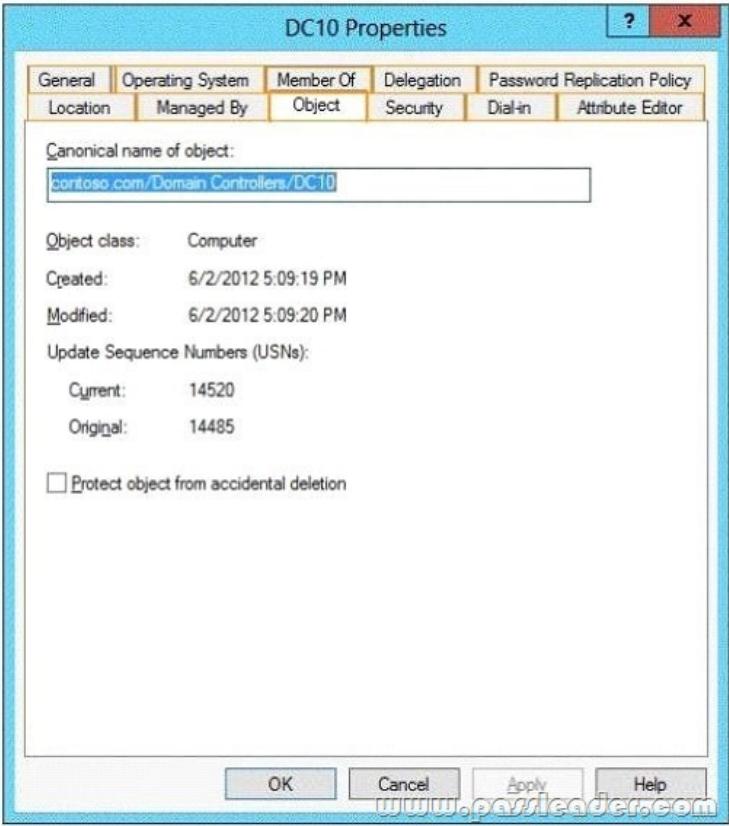 DC10 Properties
? x
General Operating System Member Of Delegation Password Replication Policy
Location Managed By Object Security Dial-in Attribute Editor
Canonical name of object:
contoso.com/Domain Controllers/DC10
Object class: Computer
Created: 6/2/2012 5:09:19 PM
Modified: 6/2/2012 5:09:20 PM
Update Sequence Numbers (USNs):
Current: 14520
Original: 14485
Protect object from accidental deletion
OK Cancel Apply Help
www.passleader.com